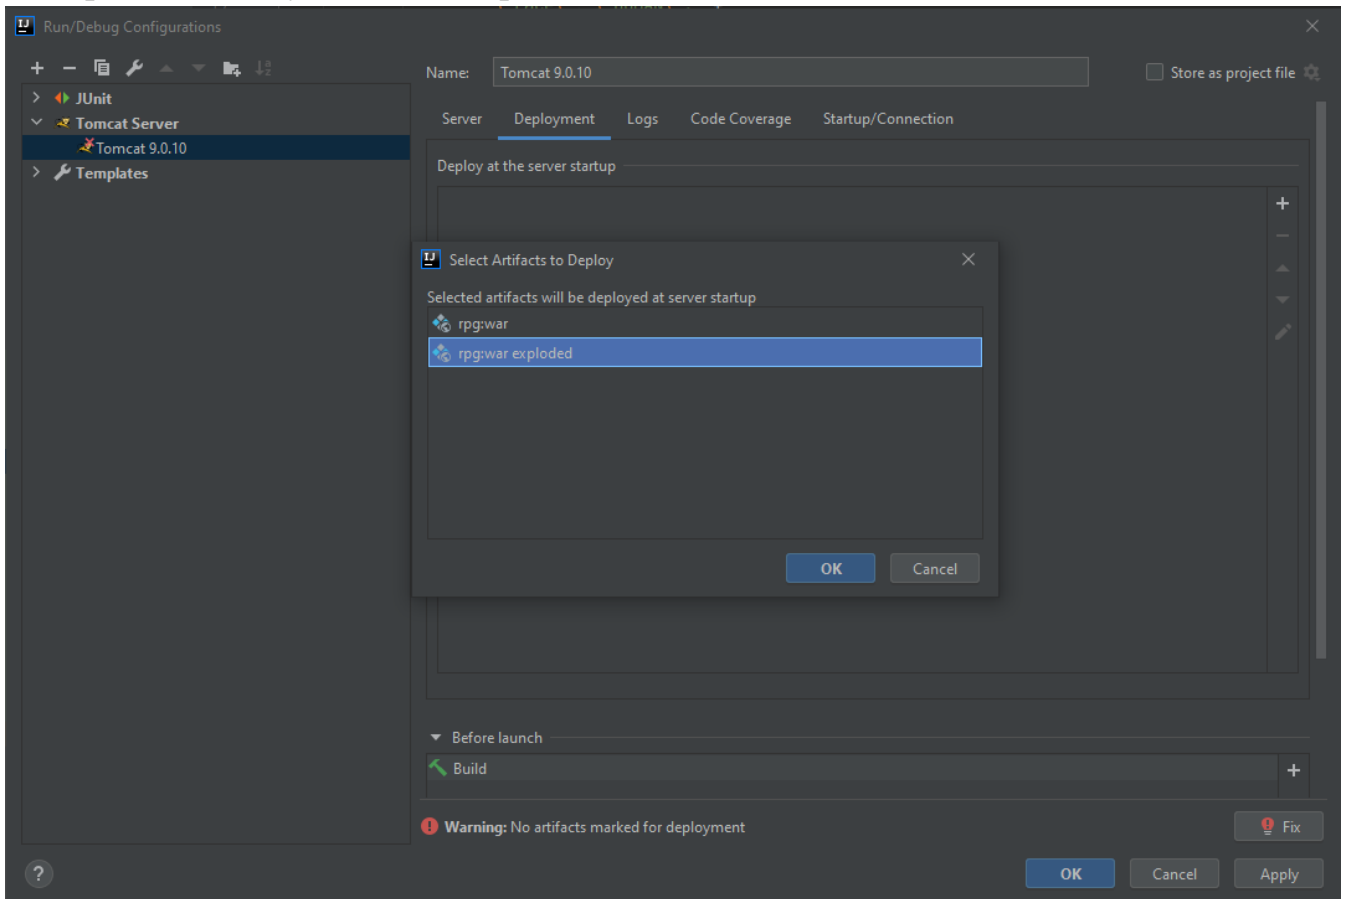 Run/Debug Configurations
Name: Tomcat 9.0.10 Store as project file
JUnit
Tomcat Server
Tomcat 9.0.10
Templates
Server Deployment Logs Code Coverage Startup/Connection
Deploy at the server startup
Select Artifacts to Deploy
Selected artifacts will be deployed at server startup
rpg:war
rpg:war exploded
OK Cancel
Before launch
Build
Warning: No artifacts marked for deployment
Fix
?
OK Cancel Apply